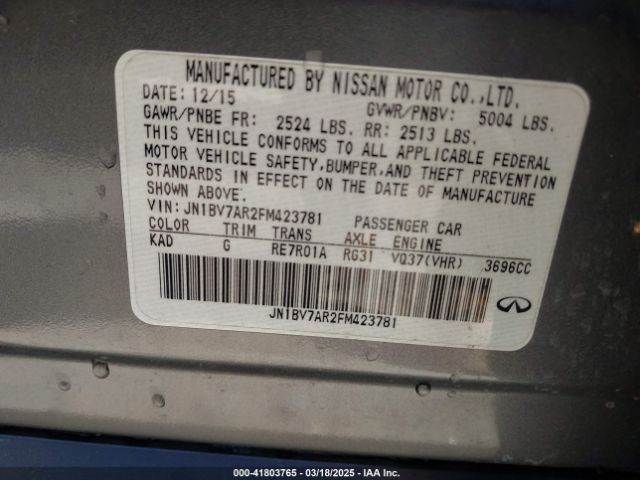 MANUFACTURED BY NISSAN MOTOR CO.,LTD.
DATE: 12/15 GVWR/PNBV: 5004 LBS.
GAWR/PNBE FR: 2524 LBS. RR: 2513 LBS.
THIS VEHICLE CONFORMS TO ALL APPLICABLE FEDERAL
MOTOR VEHICLE SAFETY,BUMPER,AND THEFT PREVENTION
STANDARDS IN EFFECT ON THE DATE OF MANUFACTURE
SHOWN ABOVE.
VIN:JN1BV7AR2FM423781 PASSENGER CAR
COLOR TRIM TRANS AXLE ENGINE
KAD G RE7R01A RG31 VQ37(VHR) 3696CC
JN1BV7AR2FM423781
00-41803765 — 03/18/2025 — IAA Inc.